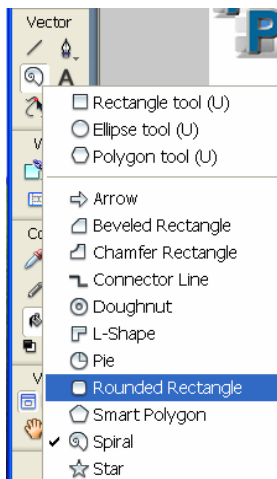 Vector
P
A
Rectangle tool (U)
Ellipse tool (U)
Polygon tool (U)
V
Arrow
Beveled Rectangle
Chamfer Rectangle
Co
Connector Line
Doughnut
L-Shape
Pie
V
Rounded Rectangle
Smart Polygon
Spiral
Star